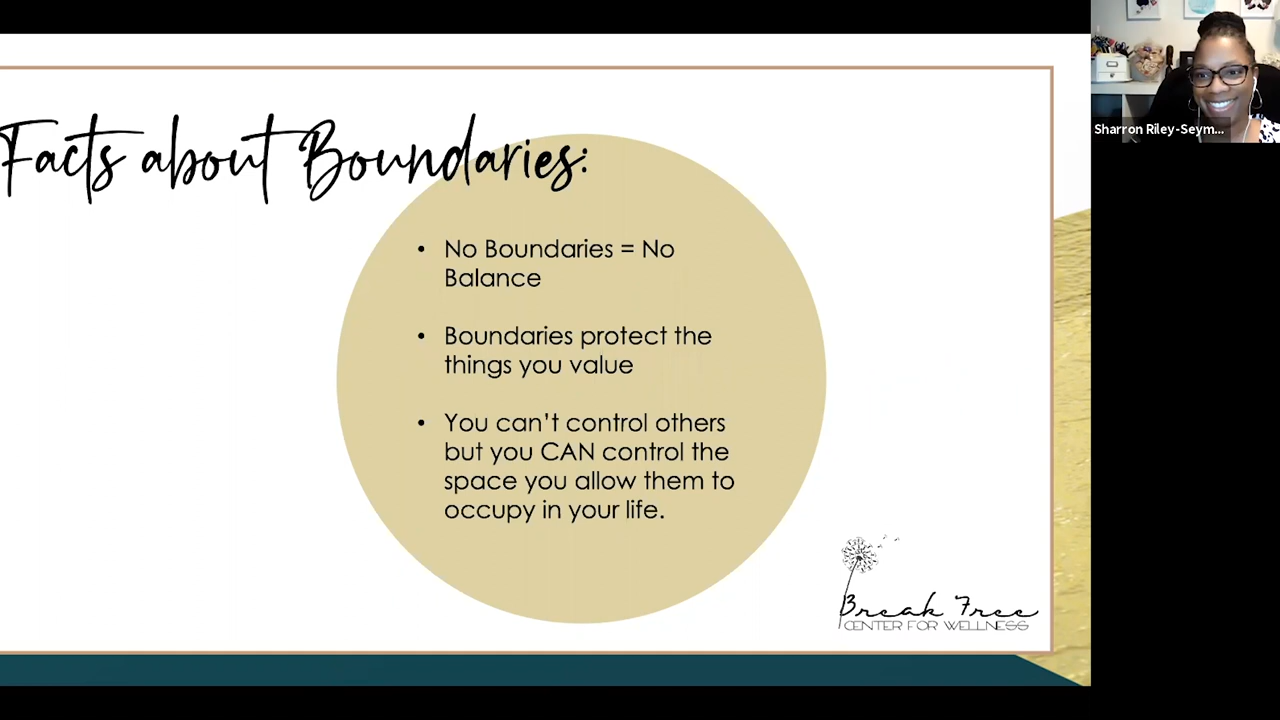 Facts about Boundaries:
• No Boundaries = No
Balance
• Boundaries protect the
things you value
• You can't control others
but you CAN control the
space you allow them to
occupy in your life.
Break Free
CENTER FOR WELLNESS
Sharron Riley-Seym...